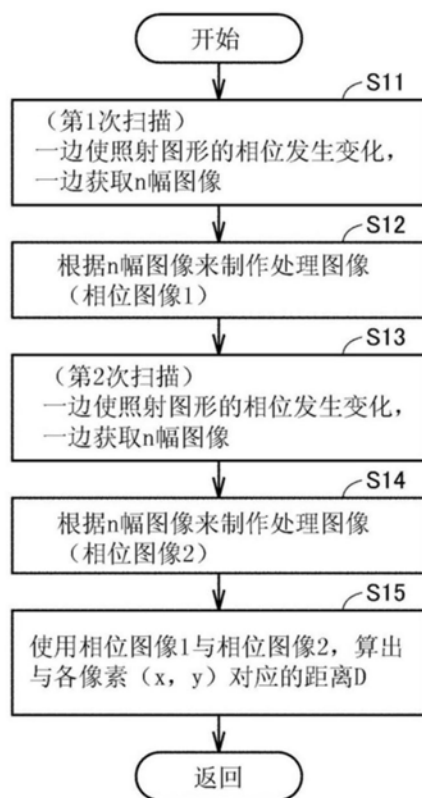 开始
S11
（第1次扫描）
一边使照射图形的相位发生变化，
一边获取n幅图像
S12
根据n幅图像来制作处理图像
（相位图像1）
S13
（第2次扫描）
一边使照射图形的相位发生变化，
一边获取n幅图像
S14
根据n幅图像来制作处理图像
（相位图像2）
S15
使用相位图像1与相位图像2，算出
与各像素（x，y）对应的距离D
返回